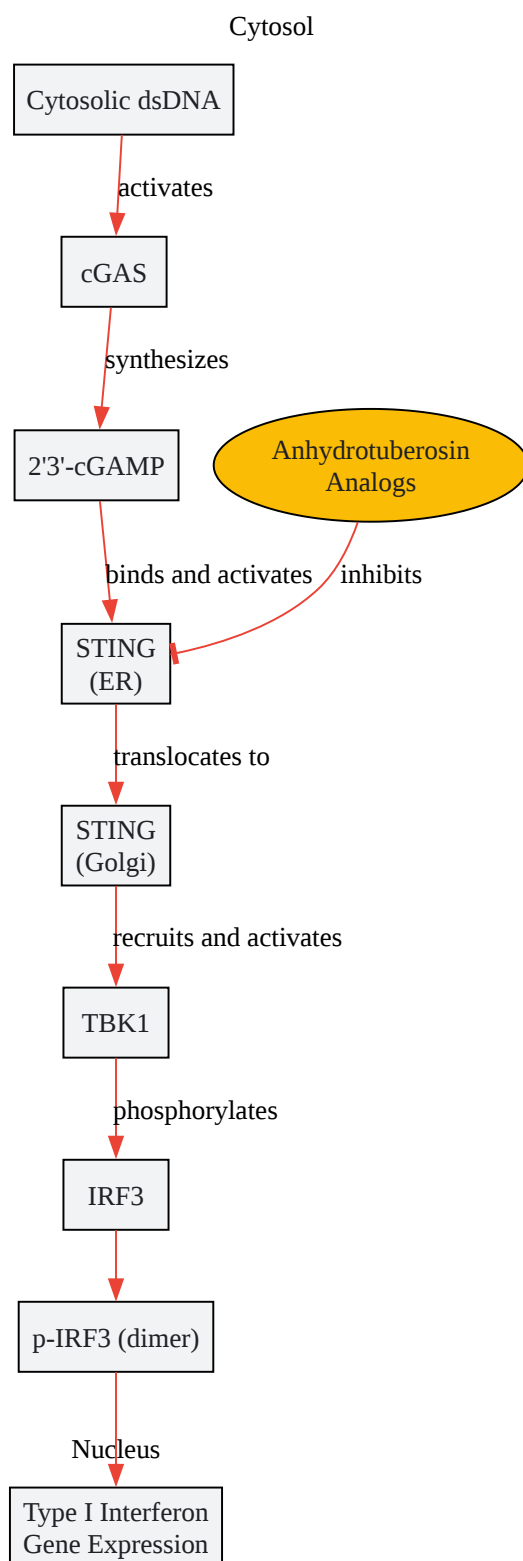 Cytosol
Cytosolic dsDNA
activates
cGAS
synthesizes
2'3'-cGAMP
Anhydrotuberosin
Analogs
binds and activates
inhibits
STING
(ER)
translocates to
STING
(Golgi)
recruits and activates
TBK1
phosphorylates
IRF3
p-IRF3 (dimer)
Nucleus
Type I Interferon
Gene Expression